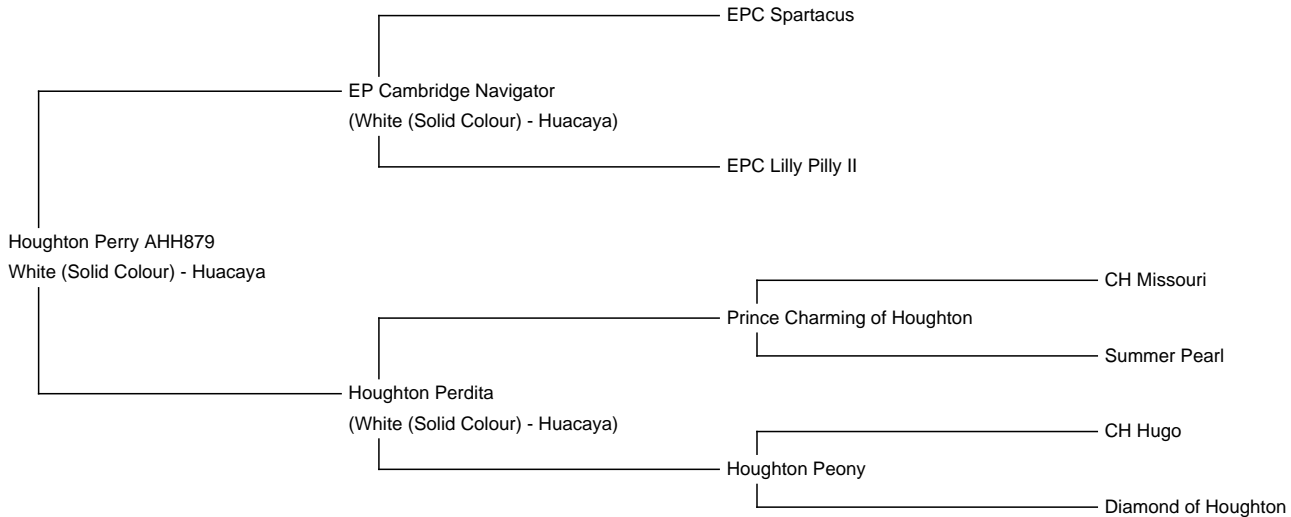 EPC Spartacus
EP Cambridge Navigator
(White (Solid Colour) - Huacaya)
EPC Lilly Pilly II
Houghton Perry AHH879
White (Solid Colour) - Huacaya
CH Missouri
Prince Charming of Houghton
Summer Pearl
Houghton Perdita
(White (Solid Colour) - Huacaya)
CH Hugo
Houghton Peony
Diamond of Houghton